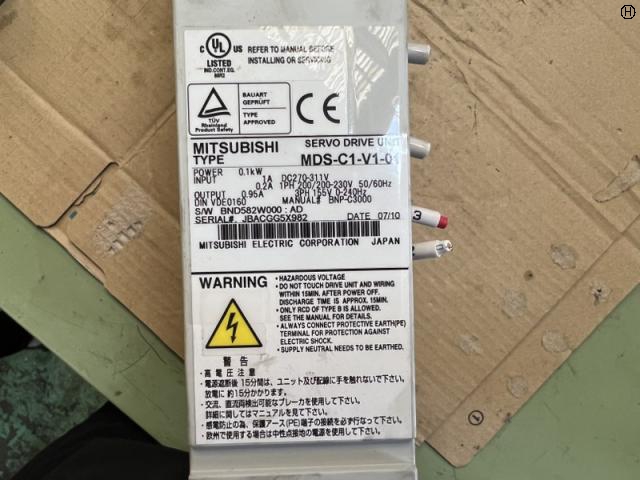 H
C UL US
LISTED
IND.CONT.EQ.
REFER TO MANUAL BEFORE
INSTALLING OR SERVICING
TÜV
Rheinland
Product Safety
BAUART
GEPRÜFT
TYPE
APPROVED
CE
MITSUBISHI SERVO DRIVE UNIT
TYPE MDS-C1-V1-01
POWER 0.1kW
INPUT 1A DC270-311V
0.2A 1PH 200/200-230V 50/60Hz
OUTPUT 0.95A 3PH 155V 0-240Hz
DIN VDE0160 MANUAL# BNP-C3000
S/W BND582W000 : AD
SERIAL#. JBACGG5X982 DATE 07/10
MITSUBISHI ELECTRIC CORPORATION JAPAN
3
WARNING
• HAZARDOUS VOLTAGE
• DO NOT TOUCH DRIVE UNIT AND WIRING
WITHIN 15MIN. AFTER POWER OFF.
DISCHARGE TIME IS APPROX. 15MIN.
• ONLY RCD OF TYPE B IS ALLOWED.
SEE THE MANUAL FOR DETAILS.
• ALWAYS CONNECT PROTECTIVE EARTH(PE)
TERMINAL FOR PROTECTION AGAINST
ELECTRIC SHOCK.
• SUPPLY NEUTRAL NEEDS TO BE EARTHED.
警告
・高電圧注意
・電源遮断後15分間は、ユニット及び配線に手を触れないで下さい。
放電に約15分かかります。
・交流、直流両検出可能なブレーカを使用して下さい。
詳細に関してはマニュアルを見て下さい。
・感電防止の為、保護アース(PE)端子の接続を必ず行なって下さい。
・欧州で使用する場合は中性点接地の電源を使用して下さい。